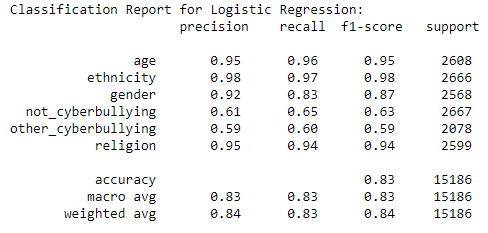 Classification Report for Logistic Regression:
precision recall f1-score support
age 0.95 0.96 0.95 2608
ethnicity 0.98 0.97 0.98 2666
gender 0.92 0.83 0.87 2568
not_cyberbullying 0.61 0.65 0.63 2667
other_cyberbullying 0.59 0.60 0.59 2078
religion 0.95 0.94 0.94 2599
accuracy 0.83 15186
macro avg 0.83 0.83 0.83 15186
weighted avg 0.84 0.83 0.84 15186